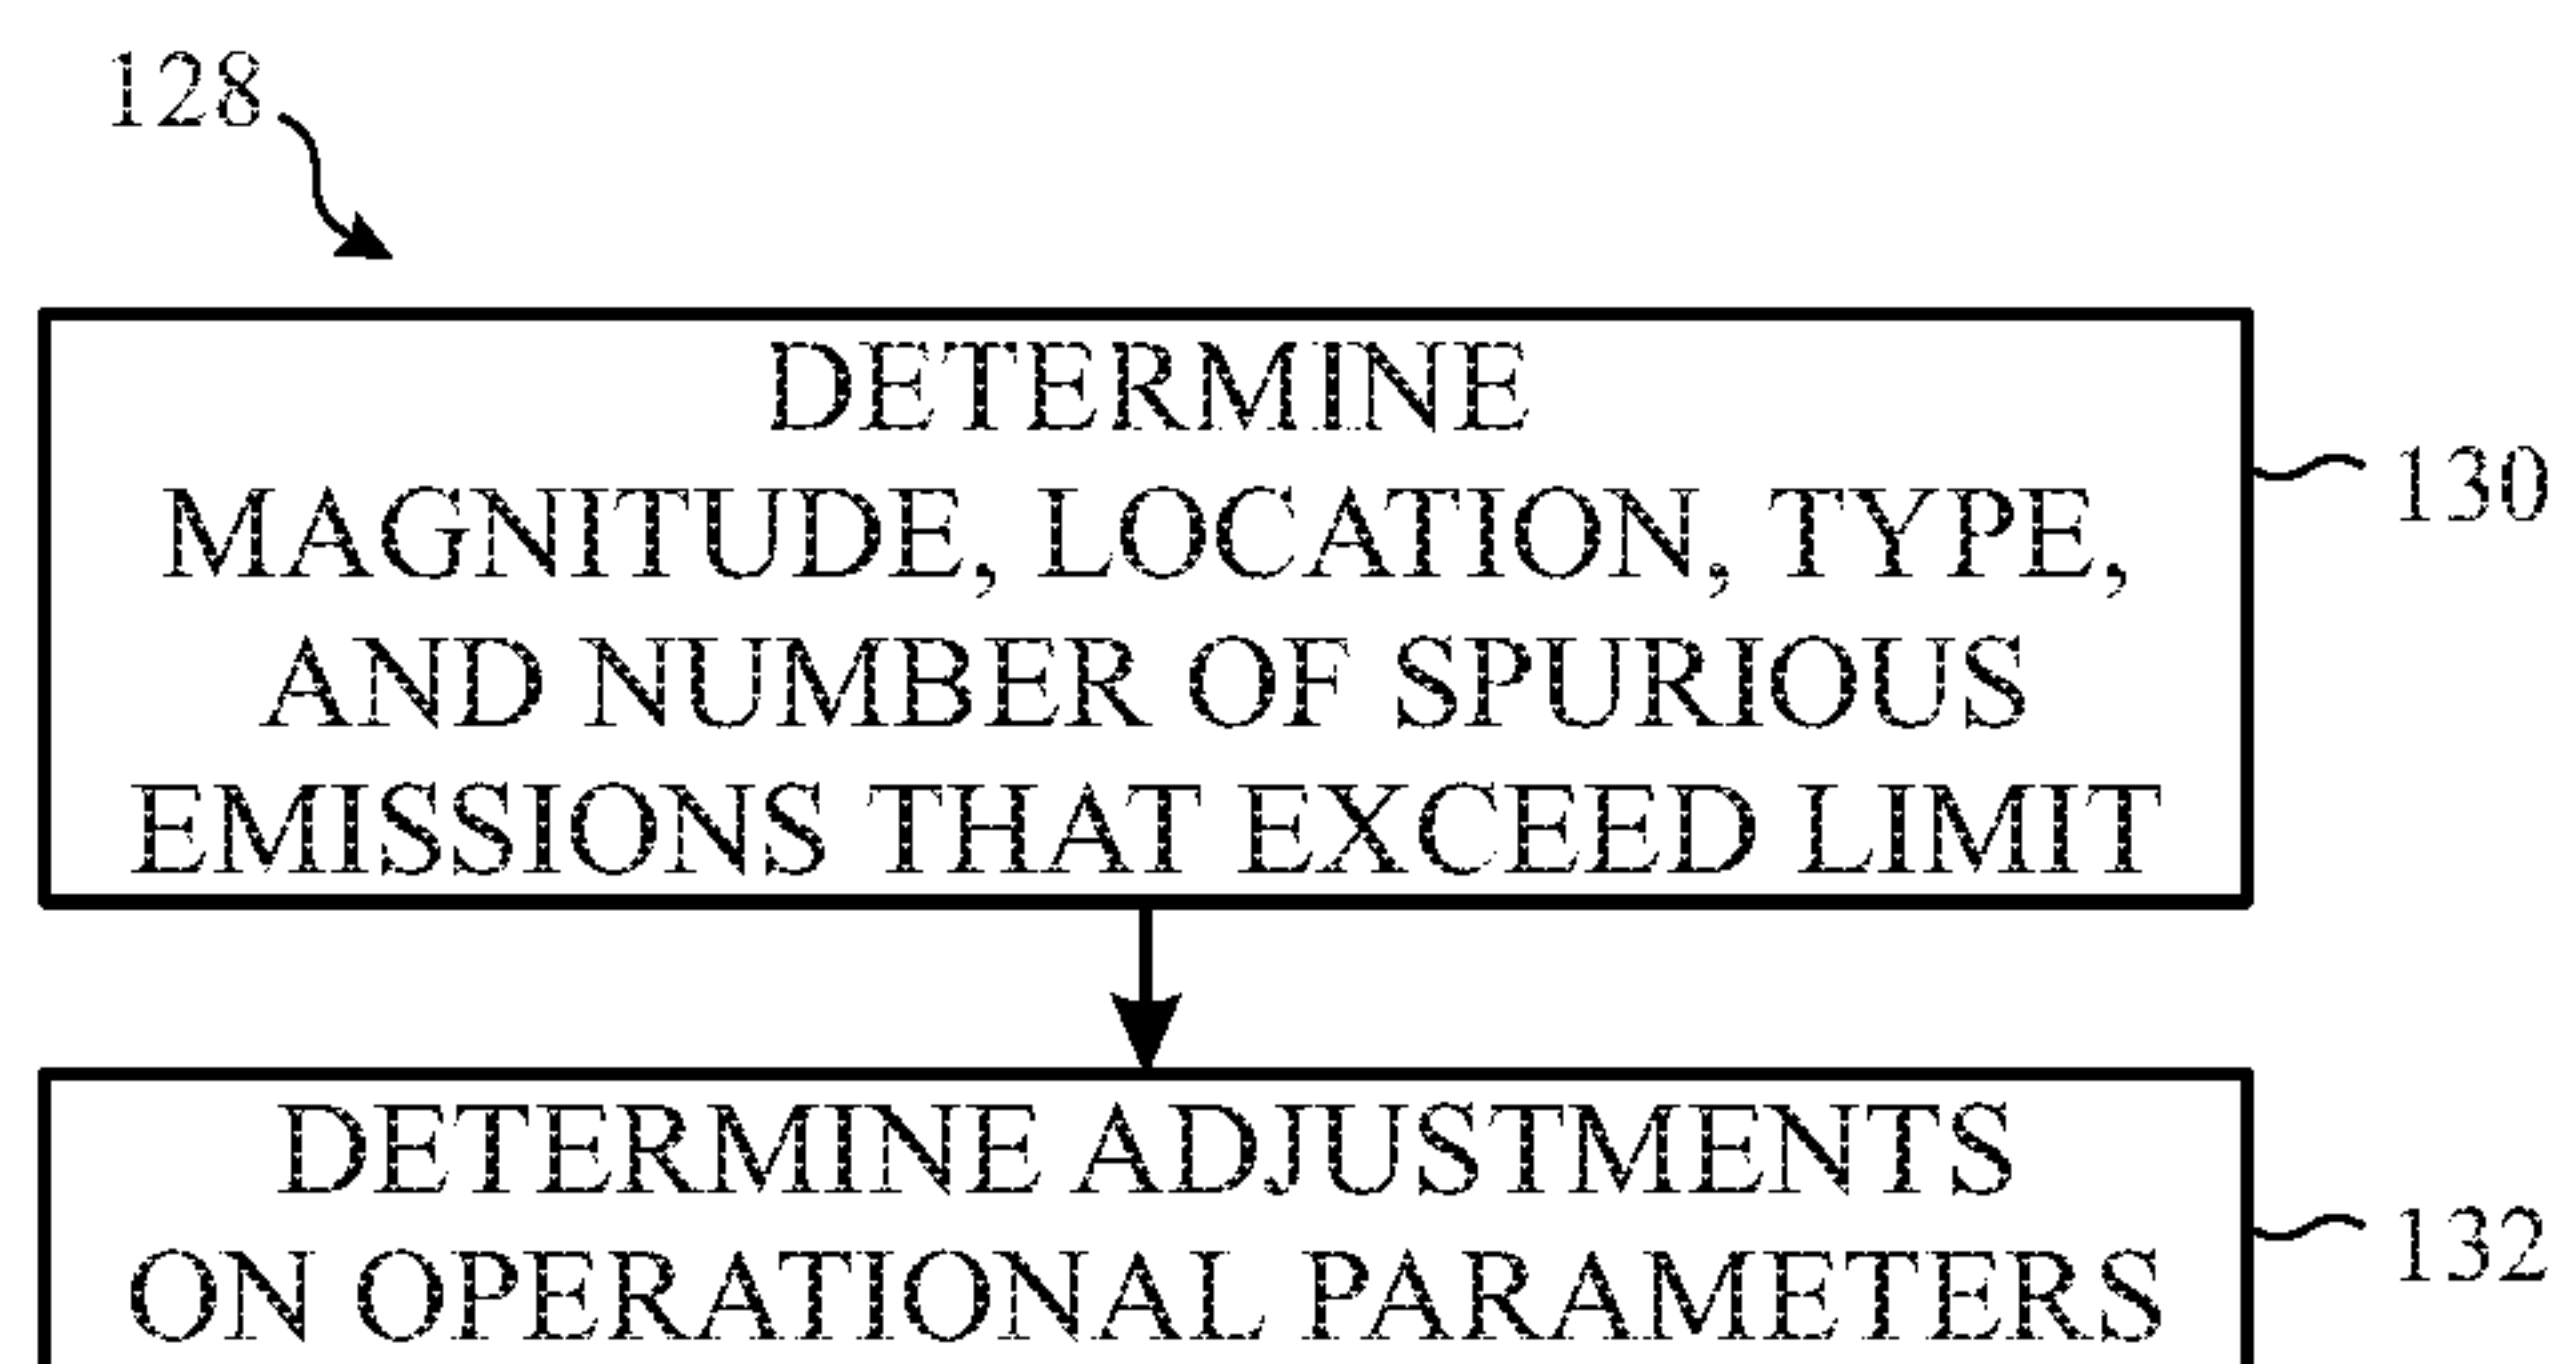 128
DETERMINE
MAGNITUDE, LOCATION, TYPE,
AND NUMBER OF SPURIOUS
EMISSIONS THAT EXCEED LIMIT
130
DETERMINE ADJUSTMENTS
ON OPERATIONAL PARAMETERS
132